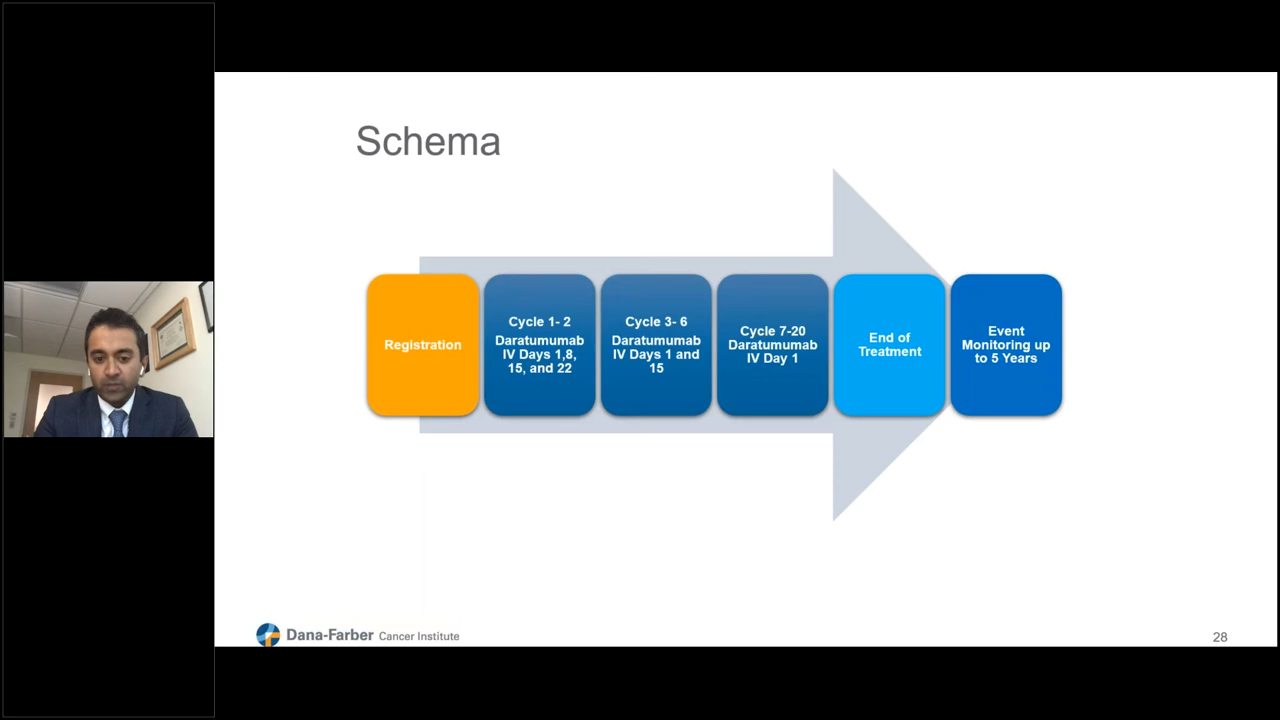 Schema
Registration
Cycle 1- 2
Daratumumab
IV Days 1,8,
15, and 22
Cycle 3- 6
Daratumumab
IV Days 1 and
15
Cycle 7-20
Daratumumab
IV Day 1
End of
Treatment
Event
Monitoring up
to 5 Years
Dana-Farber Cancer Institute
28